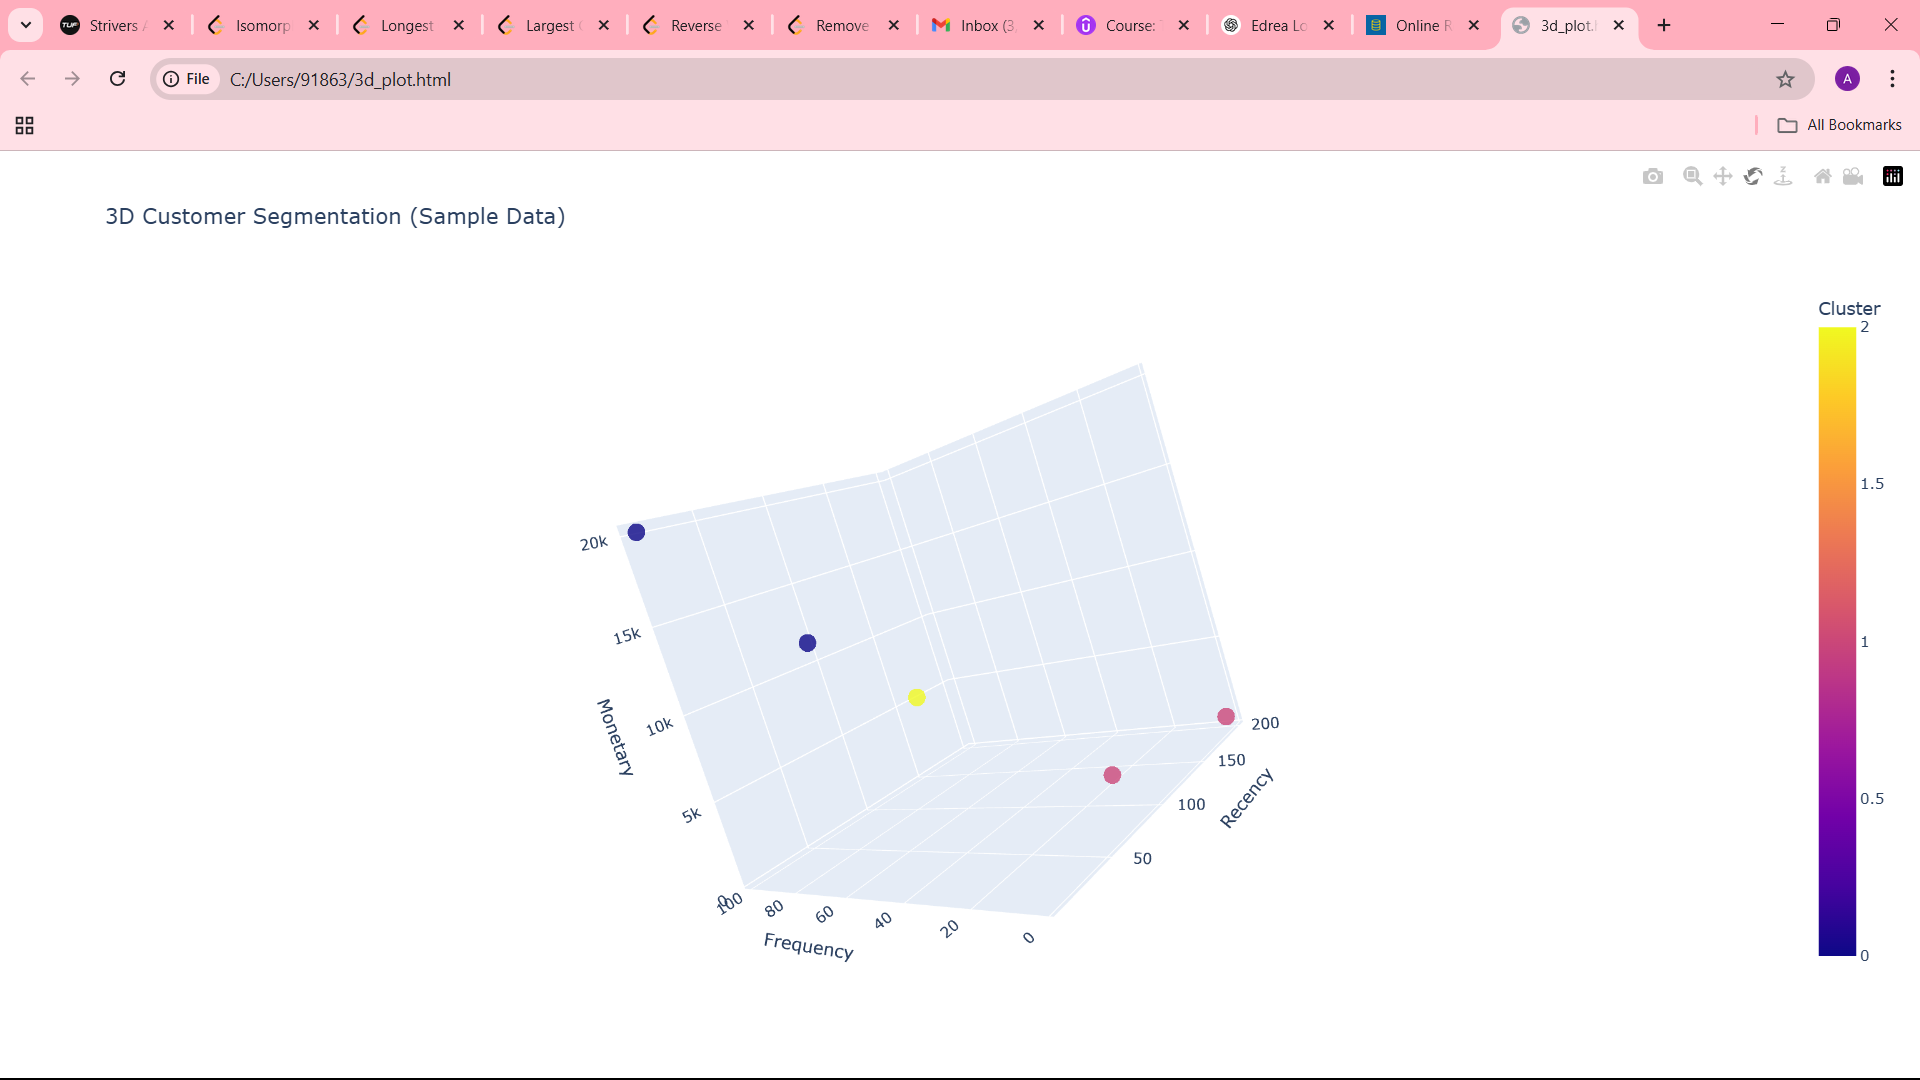 Strivers
Isomorp
Longest
Largest
Reverse
Remove
Inbox (3
Course:
Edrea Lo
Online R
3d_plot.
File
C:/Users/91863/3d_plot.html
A
All Bookmarks
3D Customer Segmentation (Sample Data)
Cluster
2
1.5
1
0.5
0
20k
15k
10k
5k
0
Monetary
100
80
60
40
20
0
Frequency
200
150
100
50
Recency